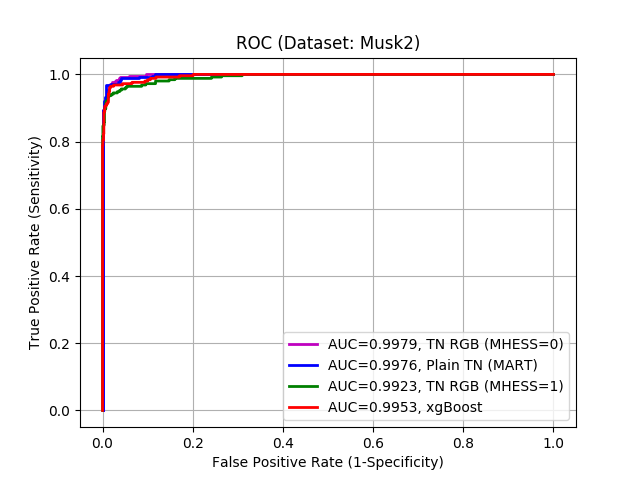 ROC (Dataset: Musk2)
True Positive Rate (Sensitivity)
1.0
0.8
0.6
0.4
0.2
0.0
AUC=0.9979, TN RGB (MHESS=0)
AUC=0.9976, Plain TN (MART)
AUC=0.9923, TN RGB (MHESS=1)
AUC=0.9953, xgBoost
0.0 0.2 0.4 0.6 0.8 1.0
False Positive Rate (1-Specificity)